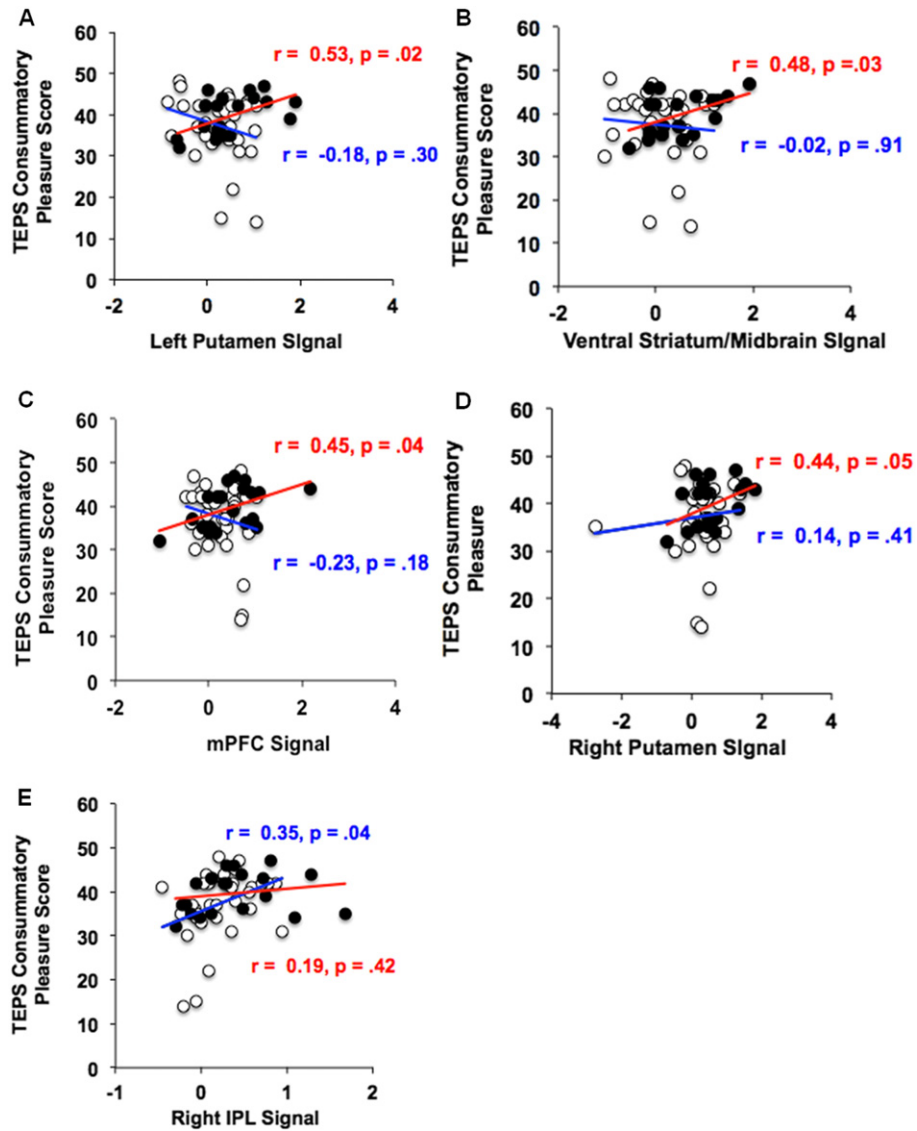 A
TEPS Consummatory
Pleasure Score
60
50
40
30
20
10
0
-2
0
2
4
r = 0.53, p = .02
r = -0.18, p = .30
Left Putamen SIgnal
B
TEPS Consummatory
Pleasure Score
60
50
40
30
20
10
0
-2
0
2
4
r = 0.48, p =.03
r = -0.02, p = .91
Ventral Striatum/Midbrain SIgnal
C
TEPS Consummatory
Pleasure Score
60
50
40
30
20
10
0
-2
0
2
4
r = 0.45, p = .04
r = -0.23, p = .18
mPFC Signal
D
TEPS Consummatory
Pleasure
60
50
40
30
20
10
0
-4
-2
0
2
4
r = 0.44, p = .05
r = 0.14, p = .41
Right Putamen SIgnal
E
TEPS Consummatory
Pleasure Score
60
50
40
30
20
10
0
-1
0
1
2
r = 0.35, p = .04
r = 0.19, p = .42
Right IPL Signal